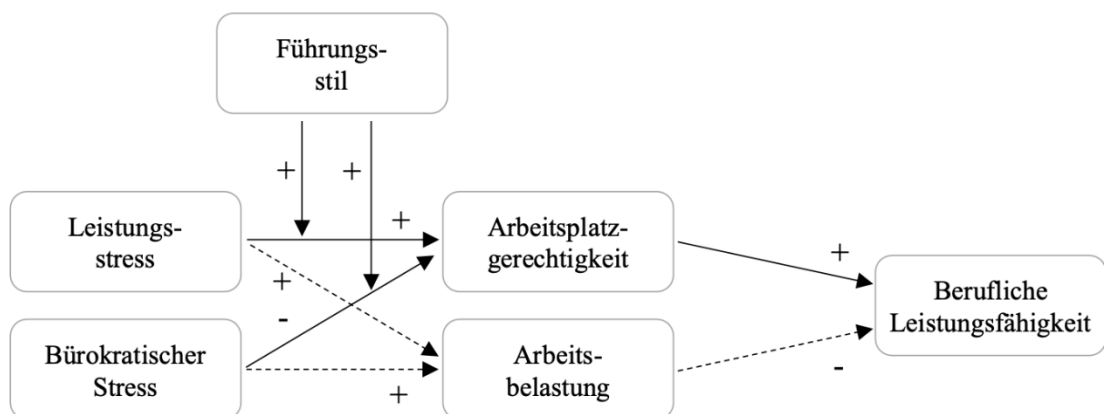 Führungs-
stil
+
+
Leistungs-
stress
+
Arbeitsplatz-
gerechtigkeit
+
+
-
Berufliche
Leistungsfähigkeit
Bürokratischer
Stress
+
Arbeits-
belastung
-